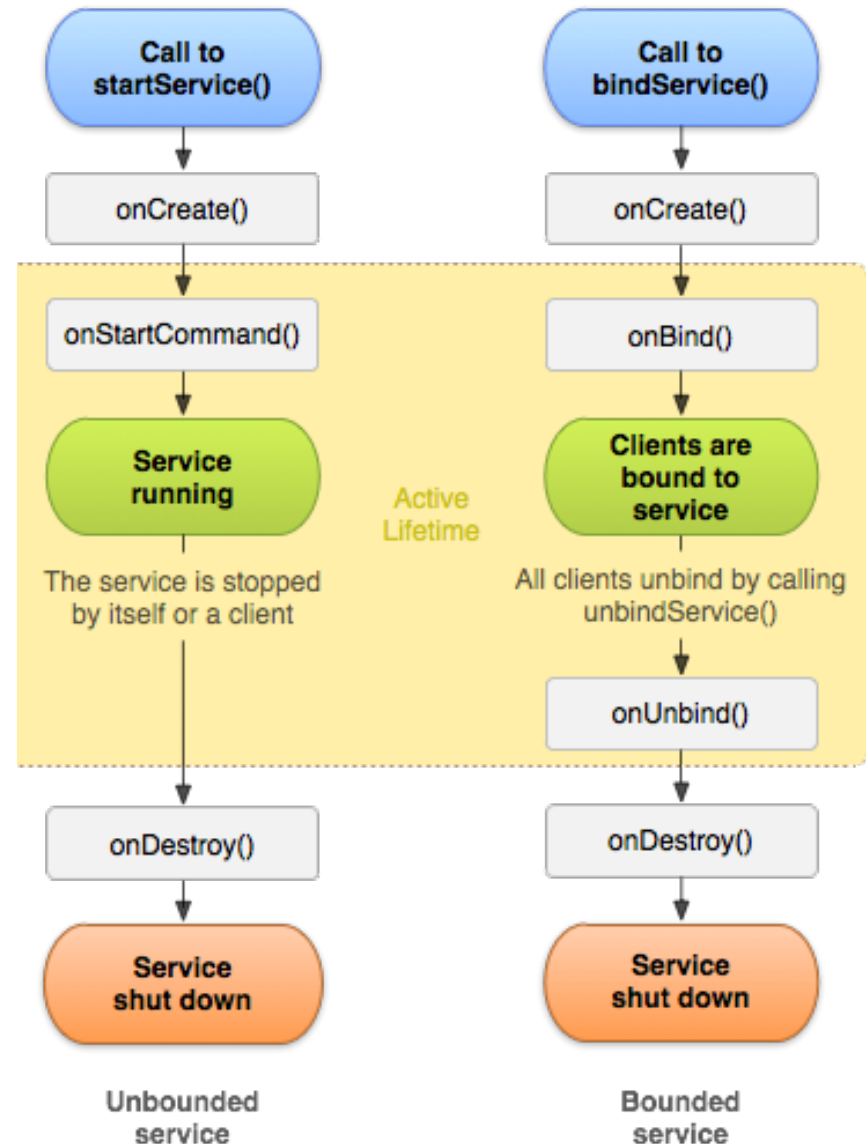 Call to
startService()
onCreate()
onStartCommand()
Service
running
The service is stopped
by itself or a client
onDestroy()
Service
shut down
Unbounded
service
Active
Lifetime
Call to
bindService()
onCreate()
onBind()
Clients are
bound to
service
All clients unbind by calling
unbindService()
onUnbind()
onDestroy()
Service
shut down
Bounded
service